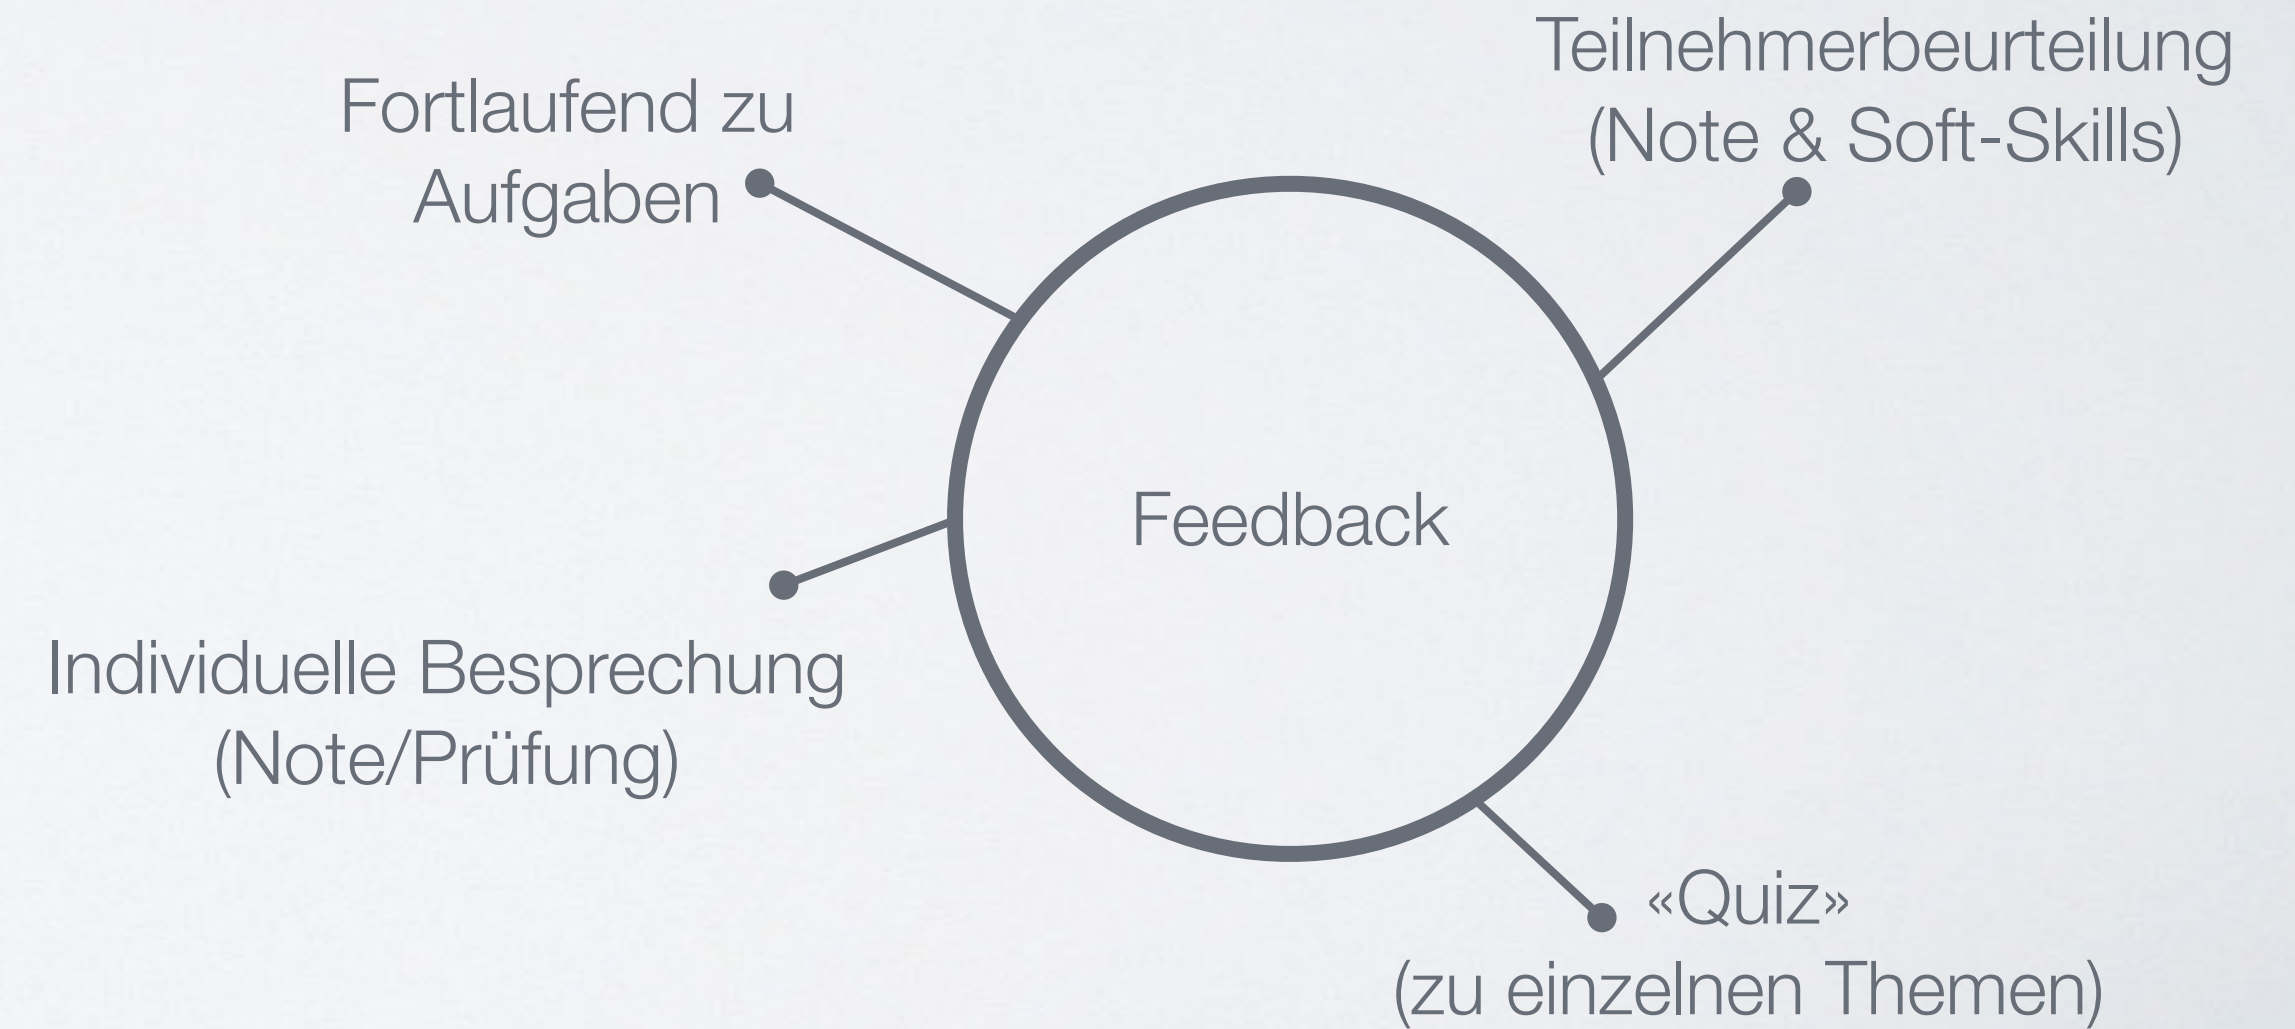 Fortlaufend zu
Aufgaben
Teilnehmerbeurteilung
(Note & Soft-Skills)
Feedback
Individuelle Besprechung
(Note/Prüfung)
«Quiz»
(zu einzelnen Themen)